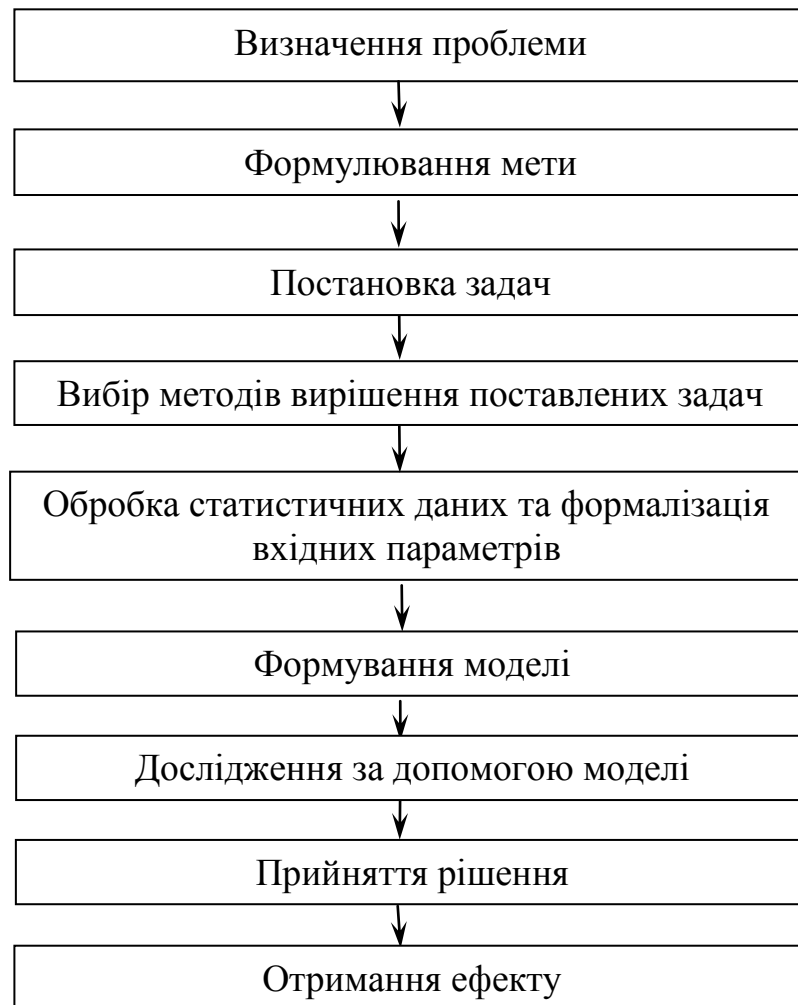 Визначення проблеми
Формулювання мети
Постановка задач
Вибір методів вирішення поставлених задач
Обробка статистичних даних та формалізація
вхідних параметрів
Формування моделі
Дослідження за допомогою моделі
Прийняття рішення
Отримання ефекту